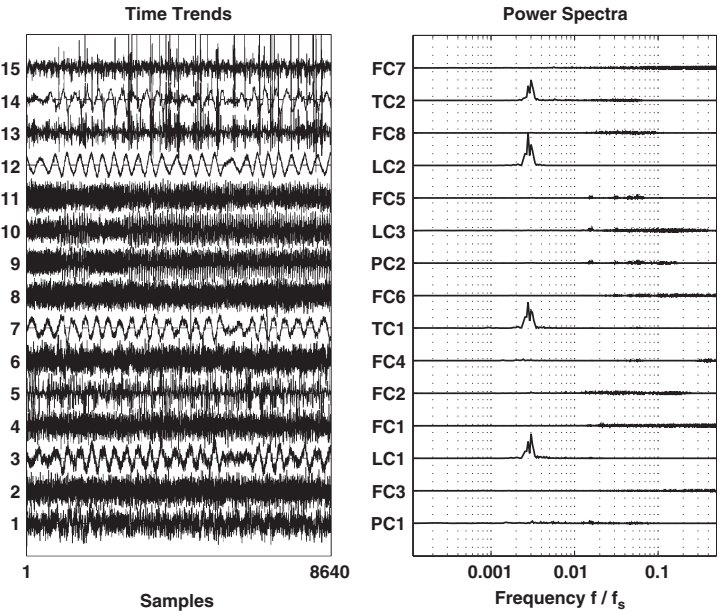 Time Trends
Power Spectra
15
14
13
12
11
10
9
8
7
6
5
4
3
2
1
1
8640
Samples
FC7
TC2
FC8
LC2
FC5
LC3
PC2
FC6
TC1
FC4
FC2
FC1
LC1
FC3
PC1
0.001
0.01
0.1
Frequency f / fs